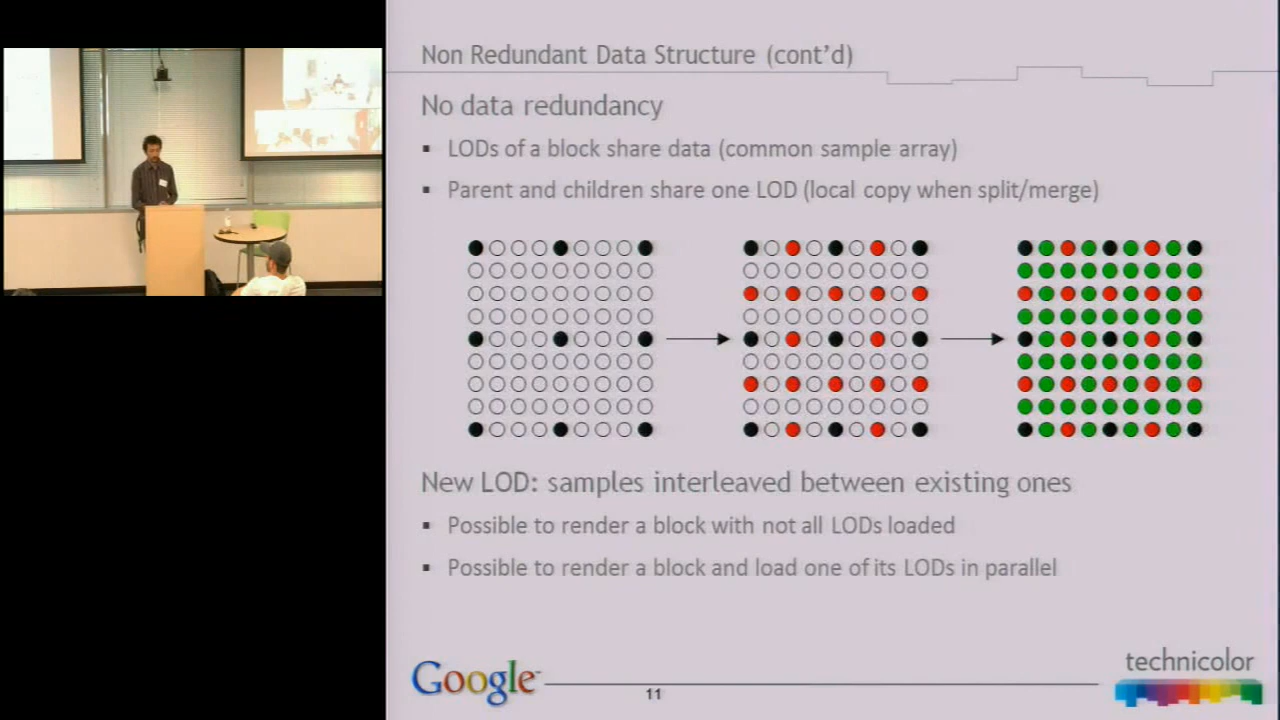 Non Redundant Data Structure (cont'd)
No data redundancy
▪ LODs of a block share data (common sample array)
▪ Parent and children share one LOD (local copy when split/merge)
New LOD: samples interleaved between existing ones
▪ Possible to render a block with not all LODs loaded
▪ Possible to render a block and load one of its LODs in parallel
Google™
11
technicolor